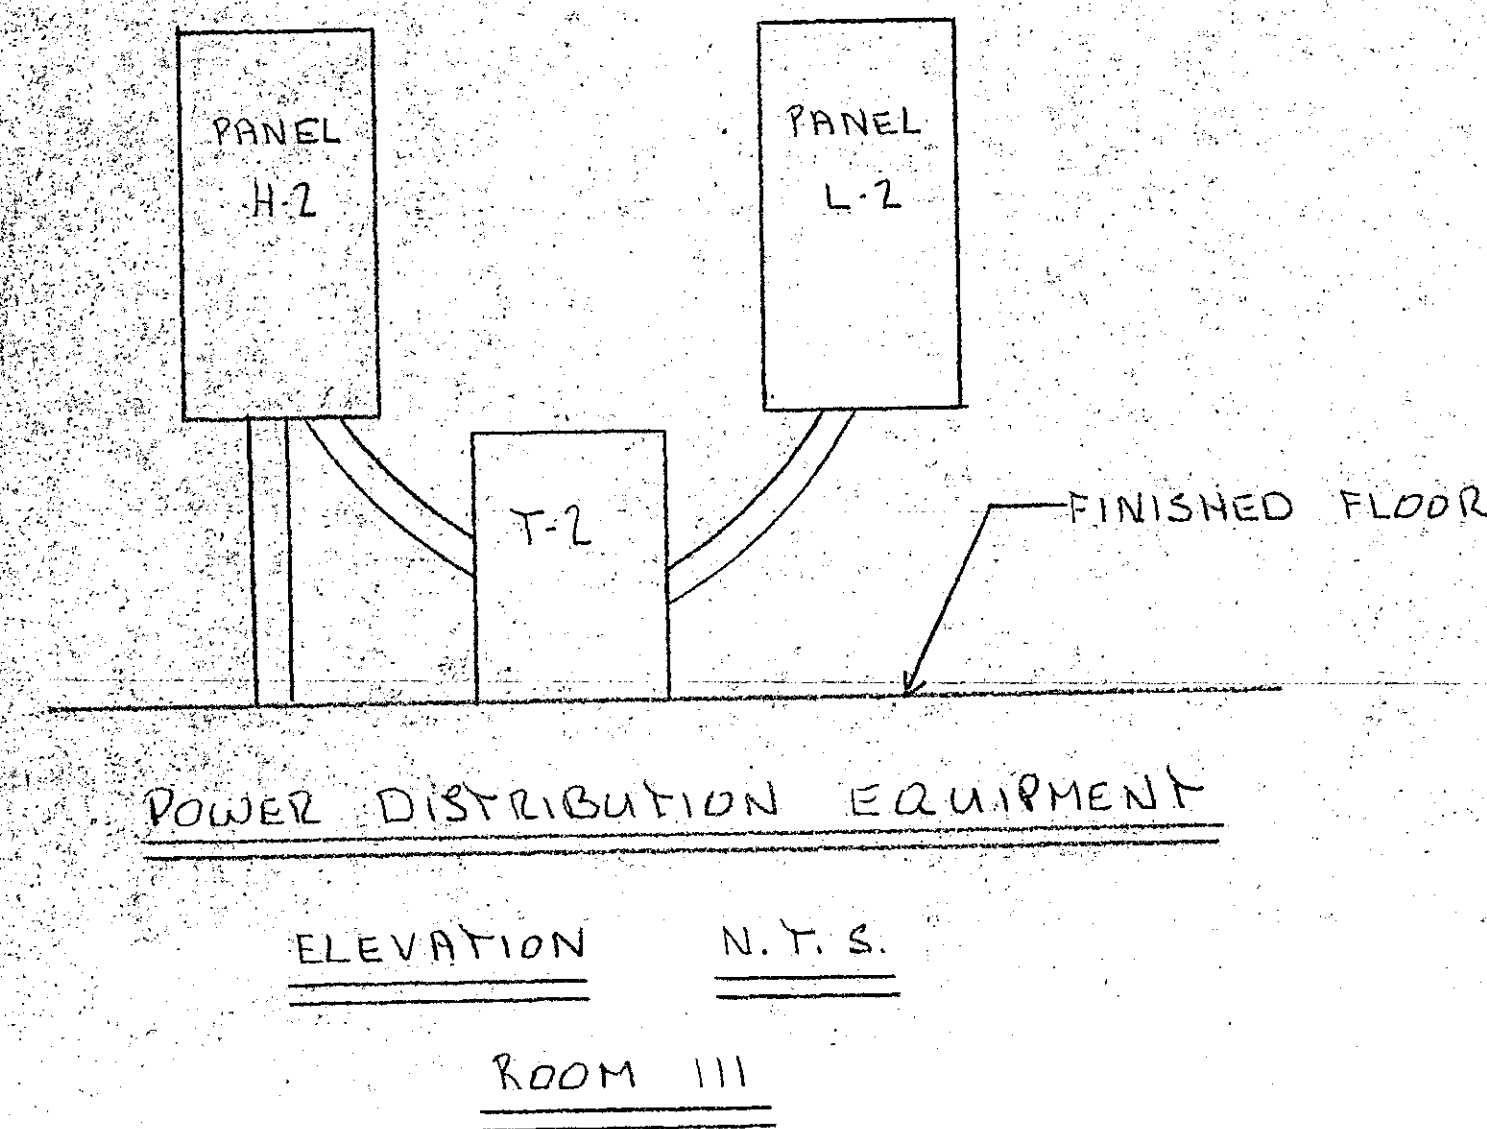 PANEL
H-2
PANEL
L-2
T-2
FINISHED FLOOR
POWER DISTRIBUTION EQUIPMENT
ELEVATION N.T.S.
ROOM 111